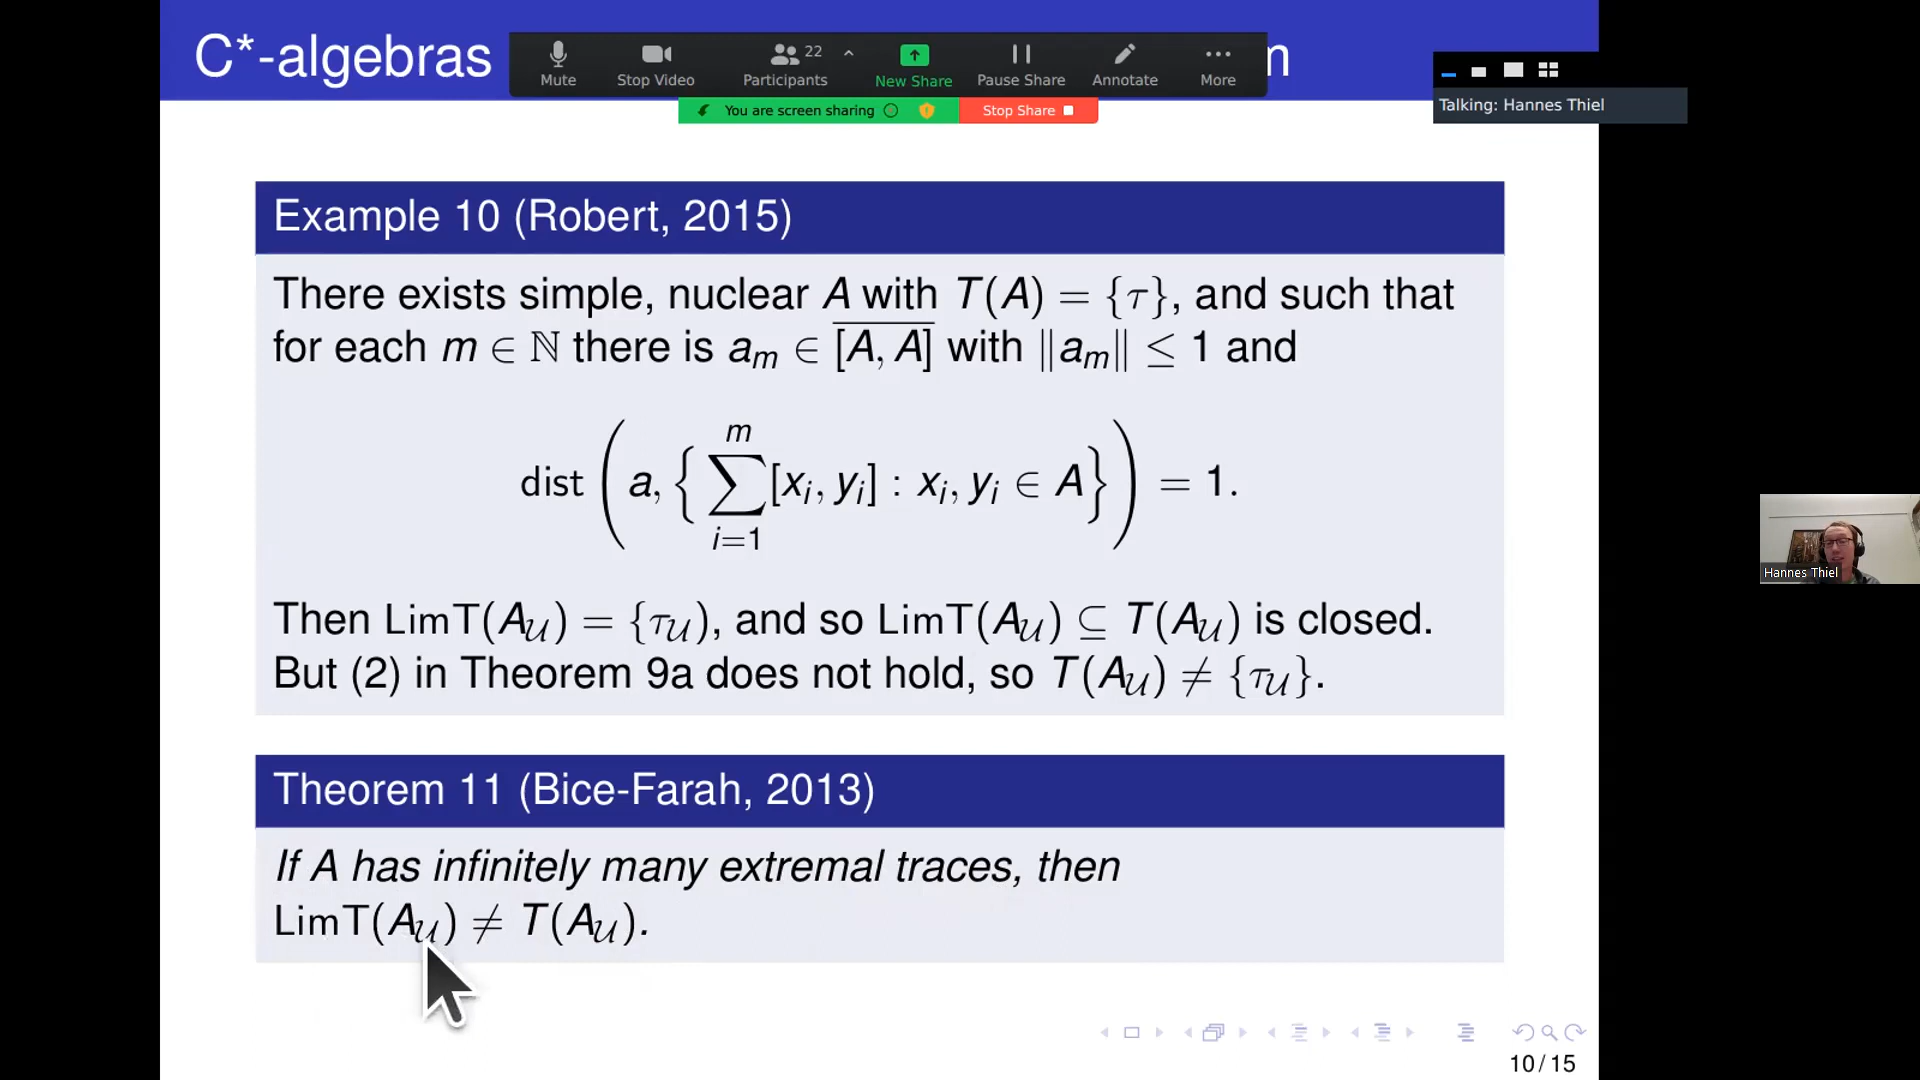 C*-algebras
m
Mute
Stop Video
Participants
22
New Share
Pause Share
Annotate
More
You are screen sharing
Stop Share
Talking: Hannes Thiel
Example 10 (Robert, 2015)
There exists simple, nuclear A with T(A) = {τ}, and such that
for each m ∈ ℕ there is a_m ∈ \overline{[A, A]} with ‖a_m‖ ≤ 1 and
dist ( a, { ∑_{i=1}^{m} [x_i, y_i] : x_i, y_i ∈ A } ) = 1.
Then LimT(A_𝒰) = {τ_𝒰), and so LimT(A_𝒰) ⊆ T(A_𝒰) is closed.
But (2) in Theorem 9a does not hold, so T(A_𝒰) ≠ {τ_𝒰}.
Theorem 11 (Bice-Farah, 2013)
If A has infinitely many extremal traces, then
LimT(A_𝒰) ≠ T(A_𝒰).
Hannes Thiel
10/15